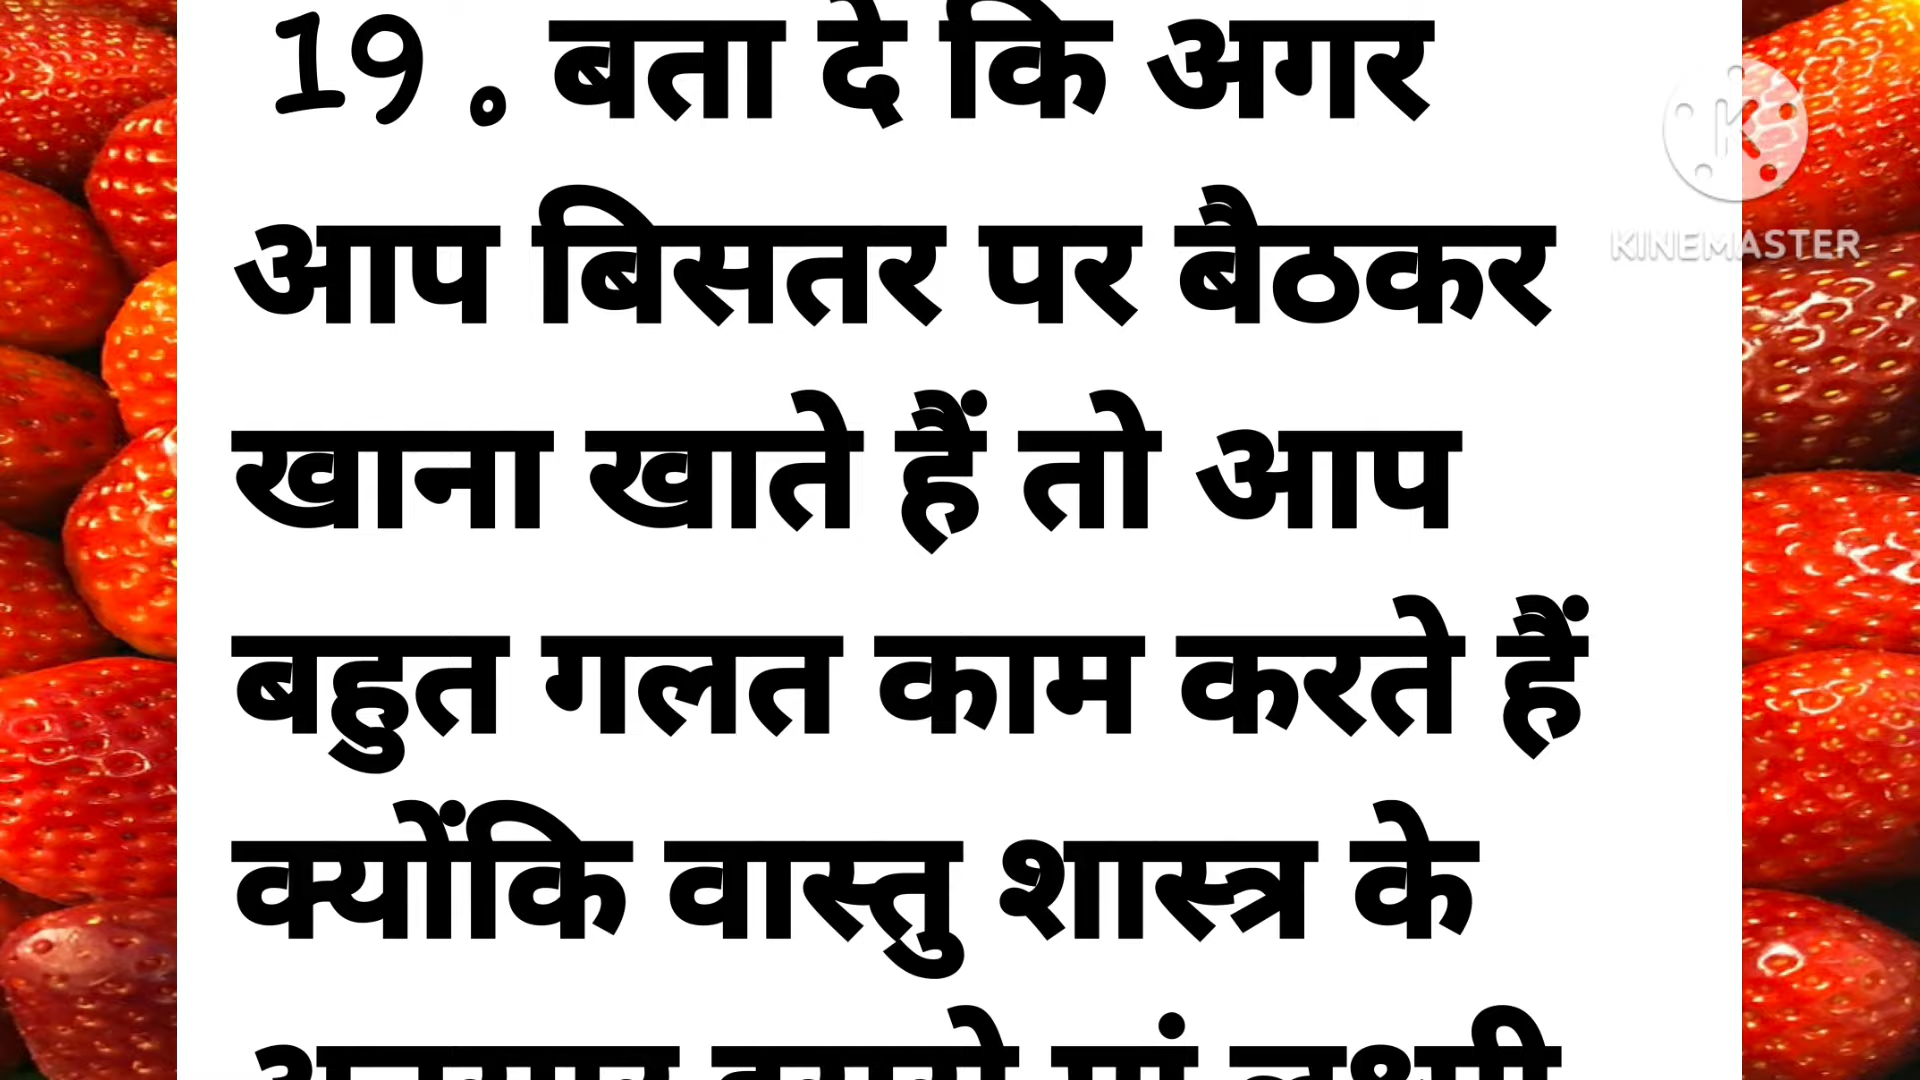 19. बता दे कि अगर
आप बिसतर पर बैठकर
खाना खाते हैं तो आप
बहुत गलत काम करते हैं
क्योंकि वास्तु शास्त्र के
KINEMASTER